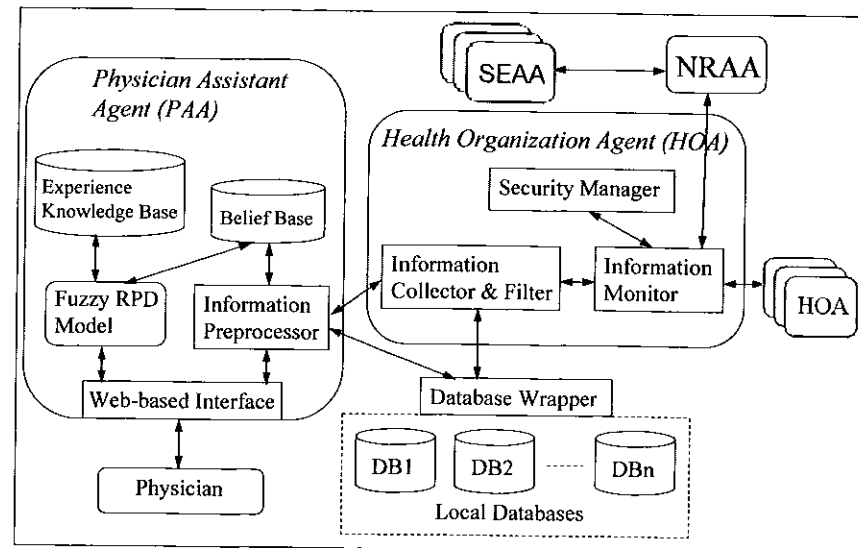 Physician Assistant
Agent (PAA)
Experience
Knowledge Base
Belief Base
Fuzzy RPD
Model
Information
Preprocessor
Web-based Interface
Physician
SEAA
NRAA
Health Organization Agent (HOA)
Security Manager
Information
Collector & Filter
Information
Monitor
HOA
Database Wrapper
DB1
DB2
DBn
Local Databases